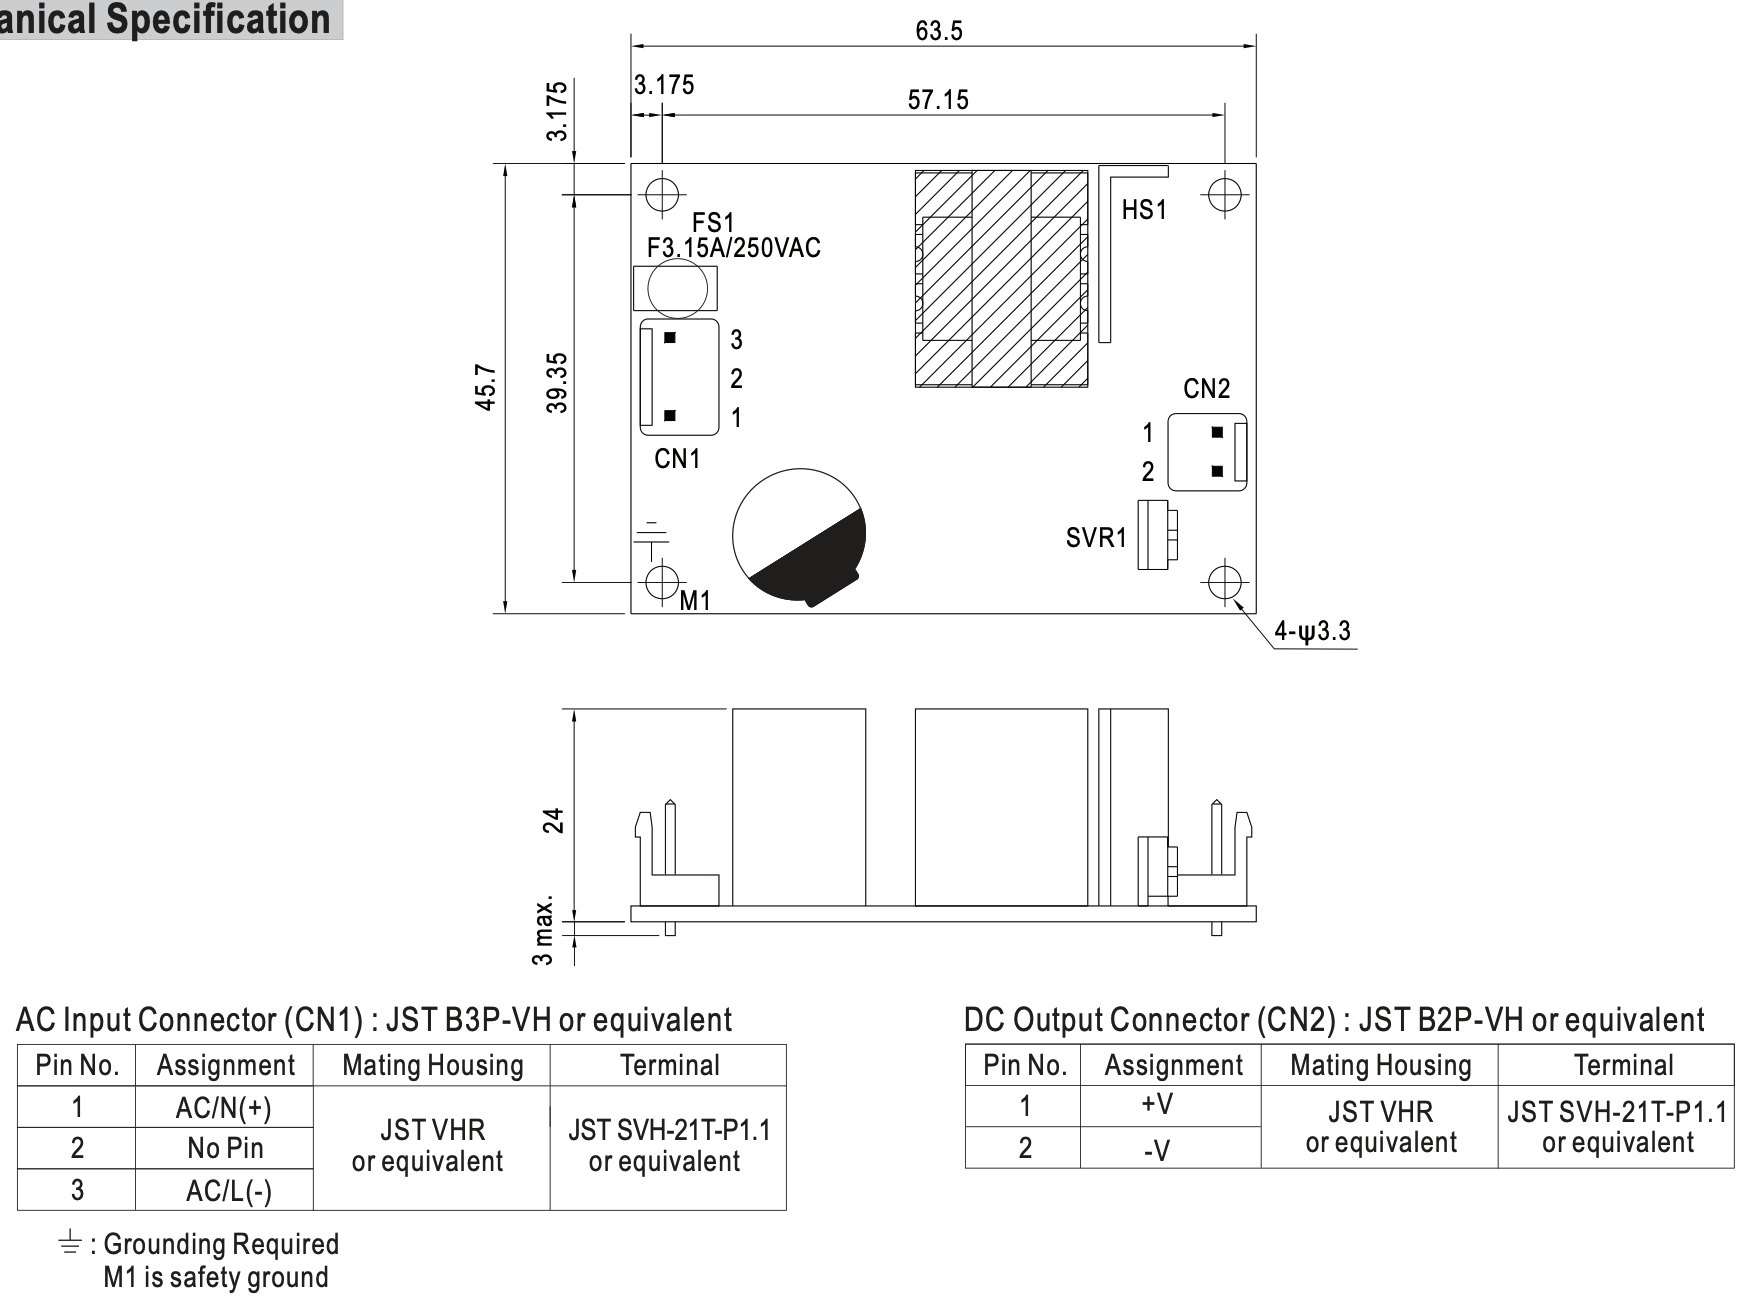 anical Specification
63.5
3.175
57.15
3.175
HS1
FS1
F3.15A/250VAC
3
2
1
CN1
45.7
39.35
CN2
1
2
SVR1
M1
4-ψ3.3
24
3 max.
AC Input Connector (CN1) : JST B3P-VH or equivalent
Pin No. Assignment Mating Housing Terminal
1 AC/N(+)
2 No Pin
3 AC/L(-)
JST VHR
or equivalent
JST SVH-21T-P1.1
or equivalent
⏚ : Grounding Required
M1 is safety ground
DC Output Connector (CN2) : JST B2P-VH or equivalent
Pin No. Assignment Mating Housing Terminal
1 +V
2 -V
JST VHR
or equivalent
JST SVH-21T-P1.1
or equivalent